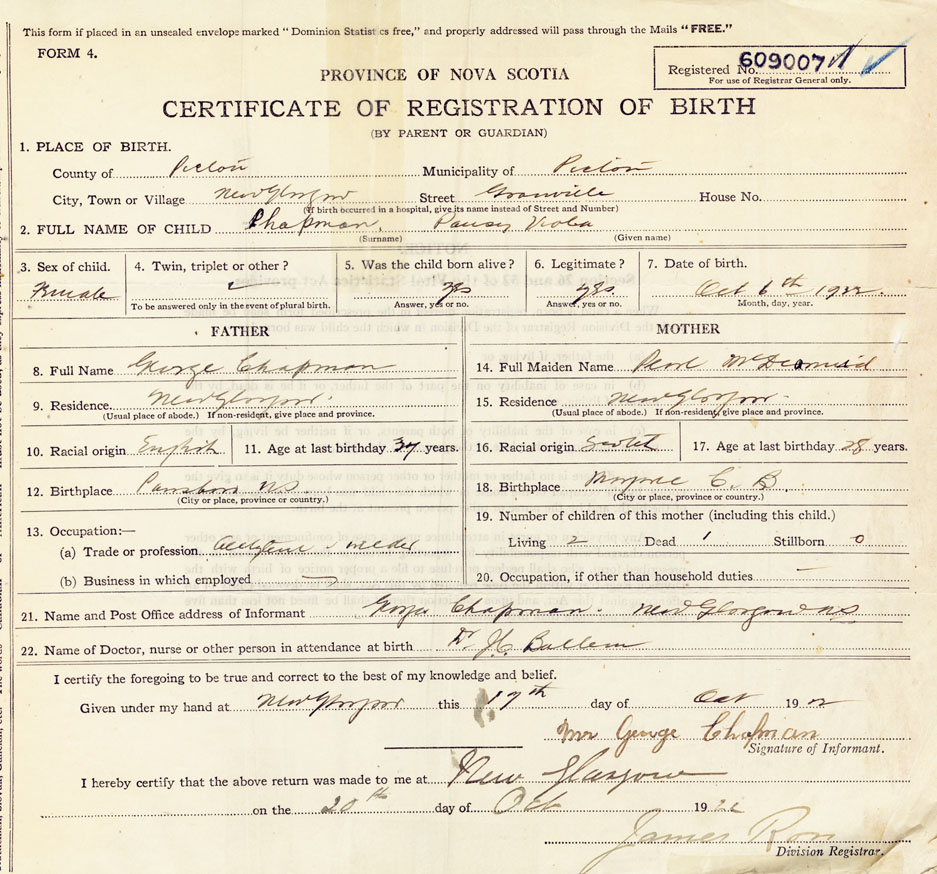 This form if placed in an unsealed envelope marked "Dominion Statistics free," and properly addressed will pass through the Mails "FREE."
FORM 4.
Registered No. 609007
For use of Registrar General only.
PROVINCE OF NOVA SCOTIA
CERTIFICATE OF REGISTRATION OF BIRTH
(BY PARENT OR GUARDIAN)
1. PLACE OF BIRTH.
County of Pictou Municipality of Pictou
City, Town or Village New Glasgow Street Granville House No.
(If birth occurred in a hospital, give its name instead of Street and Number)
2. FULL NAME OF CHILD Chapman, Pansy Viola
(Surname) (Given name)
3. Sex of child. 4. Twin, triplet or other? 5. Was the child born alive? 6. Legitimate? 7. Date of birth.
Female yes yes Oct 6th 1922
To be answered only in the event of plural birth. Answer, yes or no. Answer, yes or no. Month, day, year.
FATHER MOTHER
8. Full Name George Chapman 14. Full Maiden Name Pearl McDearmid
9. Residence New Glasgow 15. Residence New Glasgow
(Usual place of abode.) If non-resident, give place and province. (Usual place of abode.) If non-resident, give place and province.
10. Racial origin English 11. Age at last birthday 37 years. 16. Racial origin Scotch 17. Age at last birthday 28 years.
12. Birthplace NS 18. Birthplace C. B.
(City or place, province or country.) (City or place, province or country.)
13. Occupation:— 19. Number of children of this mother (including this child.)
(a) Trade or profession Living 2 Dead 1 Stillborn 0
(b) Business in which employed — 20. Occupation, if other than household duties —
21. Name and Post Office address of Informant George Chapman. New Glasgow NS
22. Name of Doctor, nurse or other person in attendance at birth Dr J.C. Ballem
I certify the foregoing to be true and correct to the best of my knowledge and belief.
Given under my hand at New Glasgow this 17th day of Oct 1922
Mr George Chapman
Signature of Informant.
I hereby certify that the above return was made to me at New Glasgow
on the 20th day of Oct 1922
James Ross
Division Registrar.